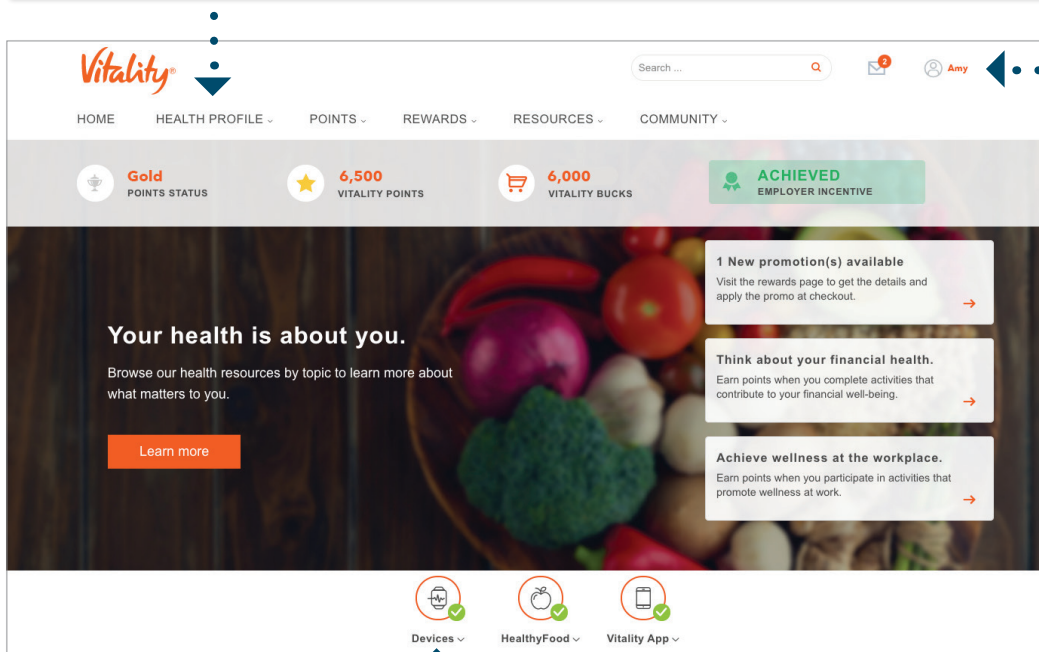 Vitality®
Search ...
2
Amy
HOME HEALTH PROFILE POINTS REWARDS RESOURCES COMMUNITY
Gold
POINTS STATUS
6,500
VITALITY POINTS
6,000
VITALITY BUCKS
ACHIEVED
EMPLOYER INCENTIVE
Your health is about you.
Browse our health resources by topic to learn more about
what matters to you.
Learn more
1 New promotion(s) available
Visit the rewards page to get the details and
apply the promo at checkout.
Think about your financial health.
Earn points when you complete activities that
contribute to your financial well-being.
Achieve wellness at the workplace.
Earn points when you participate in activities that
promote wellness at work.
Devices HealthyFood Vitality App